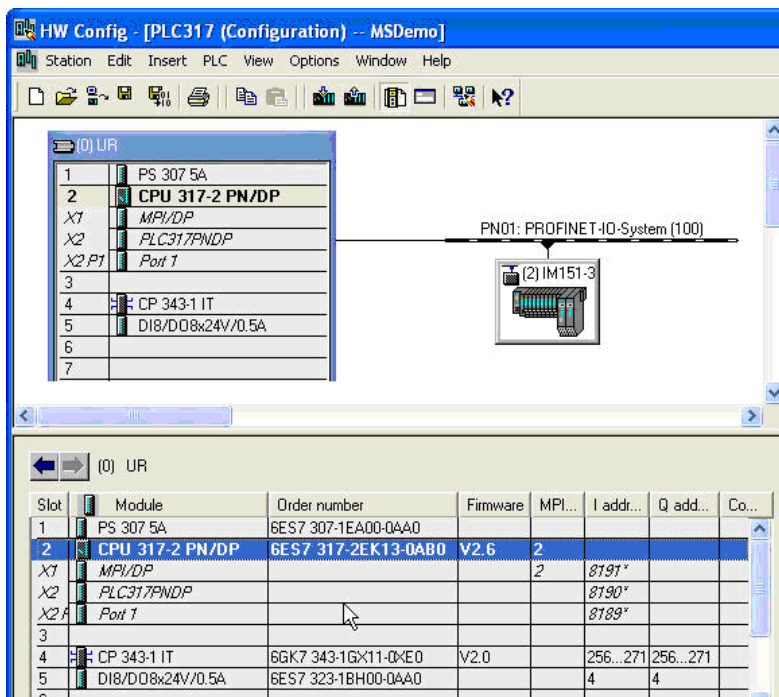 HW Config - [PLC317 (Configuration) -- MSDemo]
Station Edit Insert PLC View Options Window Help
(0) UR
1 PS 307 5A
2 CPU 317-2 PN/DP
X1 MPI/DP
X2 PLC317PNDP
X2 P1 Port 1
3
4 CP 343-1 IT
5 DI8/DO8x24V/0.5A
6
7
PN01: PROFINET-IO-System (100)
(2) IM151-3
(0) UR
Slot Module Order number Firmware MPI... I addr... Q add... Co...
1 PS 307 5A 6ES7 307-1EA00-0AA0
2 CPU 317-2 PN/DP 6ES7 317-2EK13-0AB0 V2.6 2
X1 MPI/DP 2 8191*
X2 PLC317PNDP 8190*
X2 P Port 1 8189*
3
4 CP 343-1 IT 6GK7 343-1GX11-0XE0 V2.0 256...271 256...271
5 DI8/DO8x24V/0.5A 6ES7 323-1BH00-0AA0 4 4